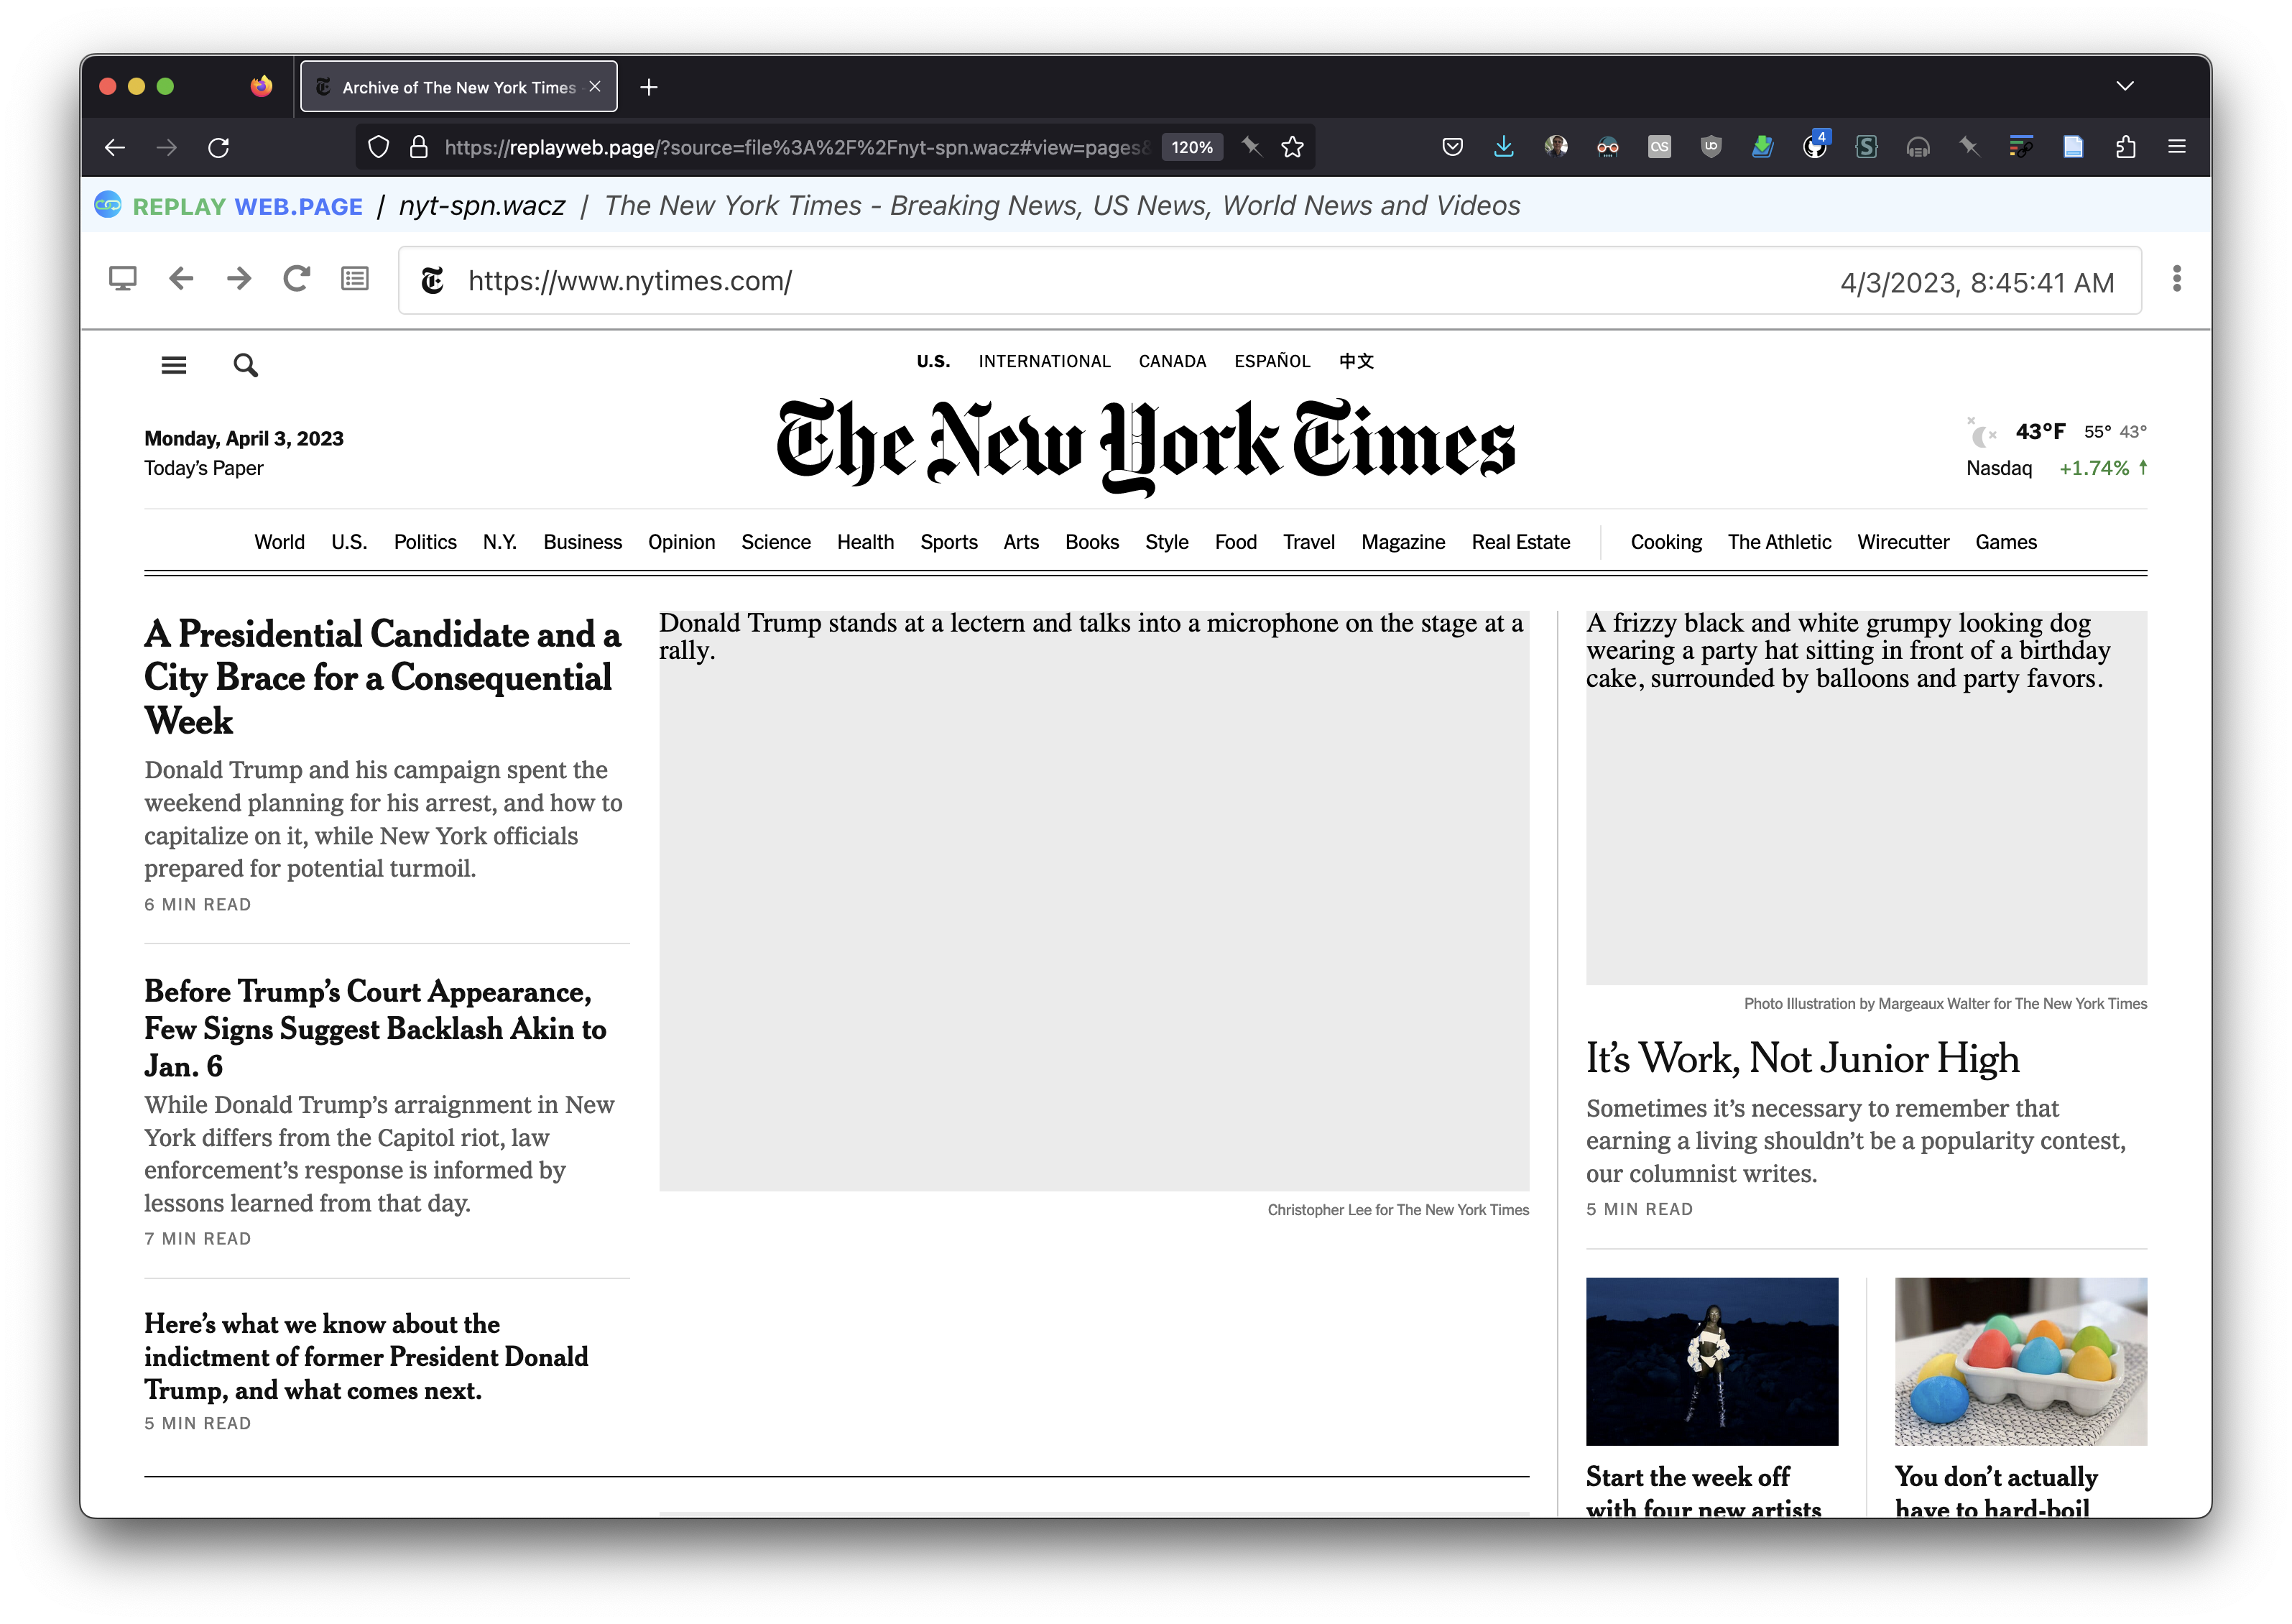 Archive of The New York Times
https://replayweb.page/?source=file%3A%2F%2Fnyt-spn.wacz#view=pages&
120%
4
REPLAY WEB.PAGE / nyt-spn.wacz / The New York Times - Breaking News, US News, World News and Videos
https://www.nytimes.com/
4/3/2023, 8:45:41 AM
U.S. INTERNATIONAL CANADA ESPAÑOL 中文
The New York Times
Monday, April 3, 2023
Today's Paper
43°F 55° 43°
Nasdaq +1.74% ↑
World U.S. Politics N.Y. Business Opinion Science Health Sports Arts Books Style Food Travel Magazine Real Estate Cooking The Athletic Wirecutter Games
A Presidential Candidate and a
City Brace for a Consequential
Week
Donald Trump and his campaign spent the
weekend planning for his arrest, and how to
capitalize on it, while New York officials
prepared for potential turmoil.
6 MIN READ
Before Trump's Court Appearance,
Few Signs Suggest Backlash Akin to
Jan. 6
While Donald Trump's arraignment in New
York differs from the Capitol riot, law
enforcement's response is informed by
lessons learned from that day.
7 MIN READ
Here's what we know about the
indictment of former President Donald
Trump, and what comes next.
5 MIN READ
Donald Trump stands at a lectern and talks into a microphone on the stage at a
rally.
Christopher Lee for The New York Times
A frizzy black and white grumpy looking dog
wearing a party hat sitting in front of a birthday
cake, surrounded by balloons and party favors.
Photo Illustration by Margeaux Walter for The New York Times
It's Work, Not Junior High
Sometimes it's necessary to remember that
earning a living shouldn't be a popularity contest,
our columnist writes.
5 MIN READ
Start the week off
with four new artists
You don't actually
have to hard-boil